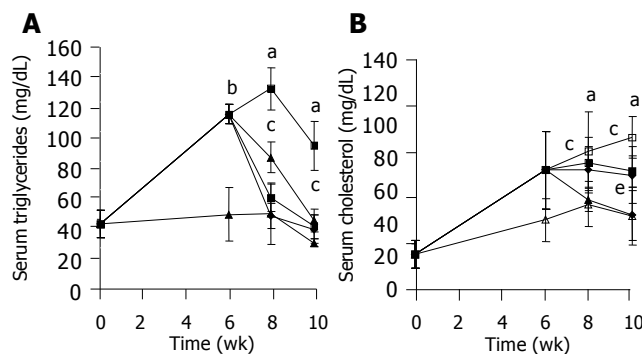 A
B
160
140
120
100
80
60
40
20
0
Serum triglycerides (mg/dL)
b
a
c
a
c
0 2 4 6 8 10
Time (wk)
140
120
100
80
60
40
20
0
Serum cholesterol (mg/dL)
a
a
c
c
e
0 2 4 6 8 10
Time (wk)